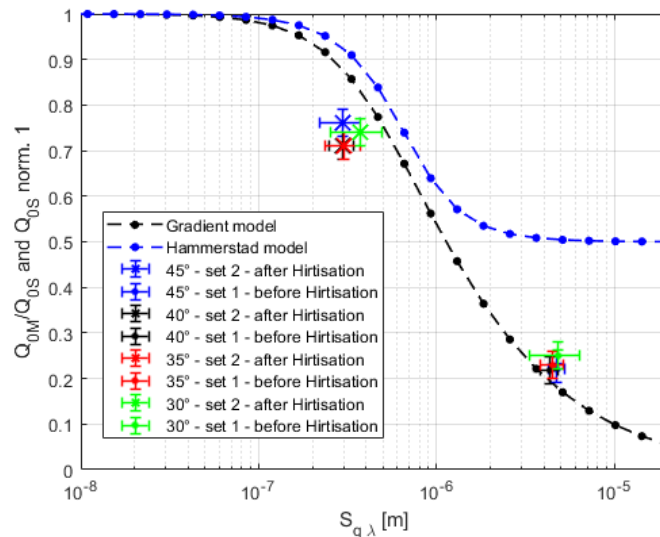 1
0.9
0.8
0.7
0.6
0.5
0.4
0.3
0.2
0.1
0
Q0M/Q0S and Q0S norm. 1
Gradient model
Hammerstad model
45° - set 2 - after Hirtisation
45° - set 1 - before Hirtisation
40° - set 2 - after Hirtisation
40° - set 1 - before Hirtisation
35° - set 2 - after Hirtisation
35° - set 1 - before Hirtisation
30° - set 2 - after Hirtisation
30° - set 1 - before Hirtisation
10-8 10-7 10-6 10-5
Sq λ [m]